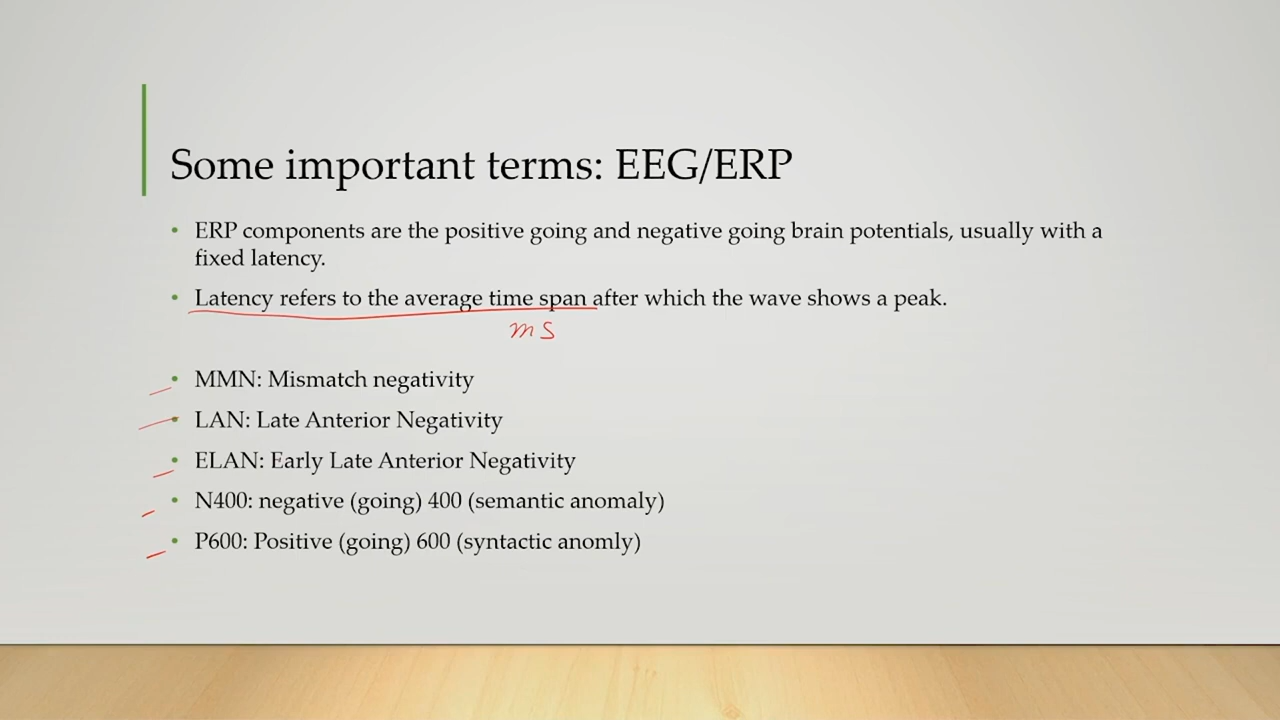 Some important terms: EEG/ERP
• ERP components are the positive going and negative going brain potentials, usually with a
fixed latency.
• Latency refers to the average time span after which the wave shows a peak.
ms
• MMN: Mismatch negativity
• LAN: Late Anterior Negativity
• ELAN: Early Late Anterior Negativity
• N400: negative (going) 400 (semantic anomaly)
• P600: Positive (going) 600 (syntactic anomly)